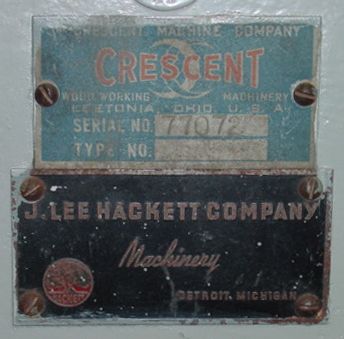 CRESCENT MACHINE COMPANY
CRESCENT
WOOD WORKING MACHINERY
LEETONIA, OHIO, U.S.A.
SERIAL NO. 77072
TYPE NO.
J. LEE HACKETT COMPANY
Machinery
HACKETT
DETROIT, MICHIGAN